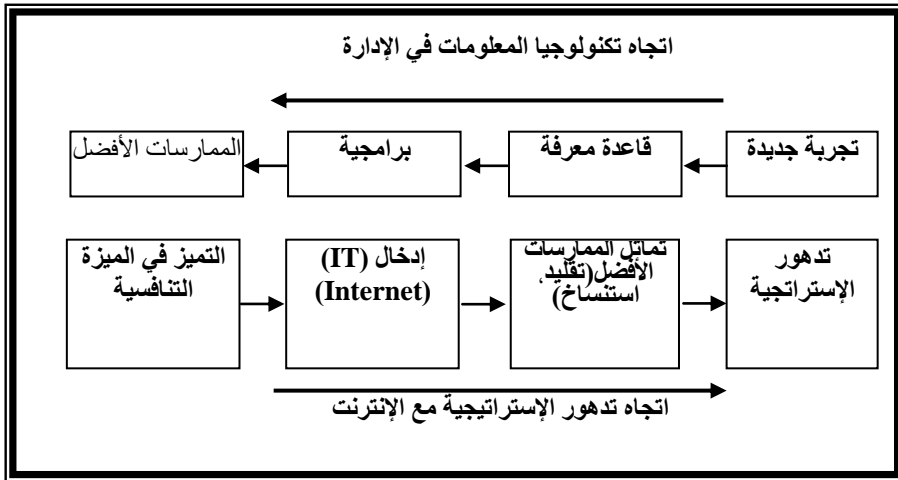 اتجاه تكنولوجيا المعلومات في الإدارة
تجربة جديدة
قاعدة معرفة
برامجية
الممارسات الأفضل
تدهور
الإستراتجية
تماثل الممارسات
الأفضل(تقليد،
استنساخ)
إدخال (IT)
(Internet)
التميز في الميزة
التنافسية
اتجاه تدهور الإستراتيجية مع الإنترنت